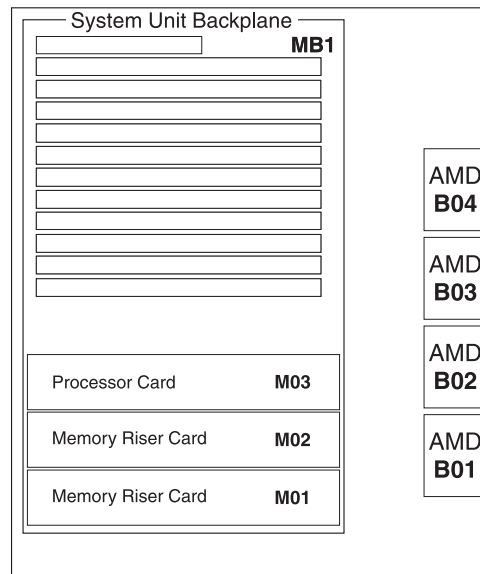 System Unit Backplane
MB1
AMD
B04
AMD
B03
Processor Card M03
AMD
B02
Memory Riser Card M02
AMD
B01
Memory Riser Card M01